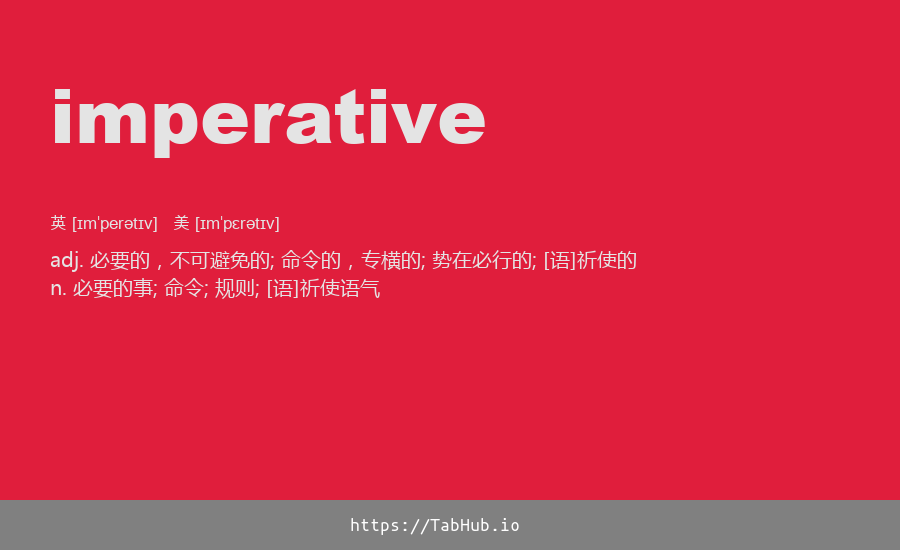 imperative
英 [ɪmˈperətɪv] 美 [ɪmˈpɛrətɪv]
adj. 必要的，不可避免的; 命令的，专横的; 势在必行的; [语]祈使的
n. 必要的事; 命令; 规则; [语]祈使语气
https://TabHub.io